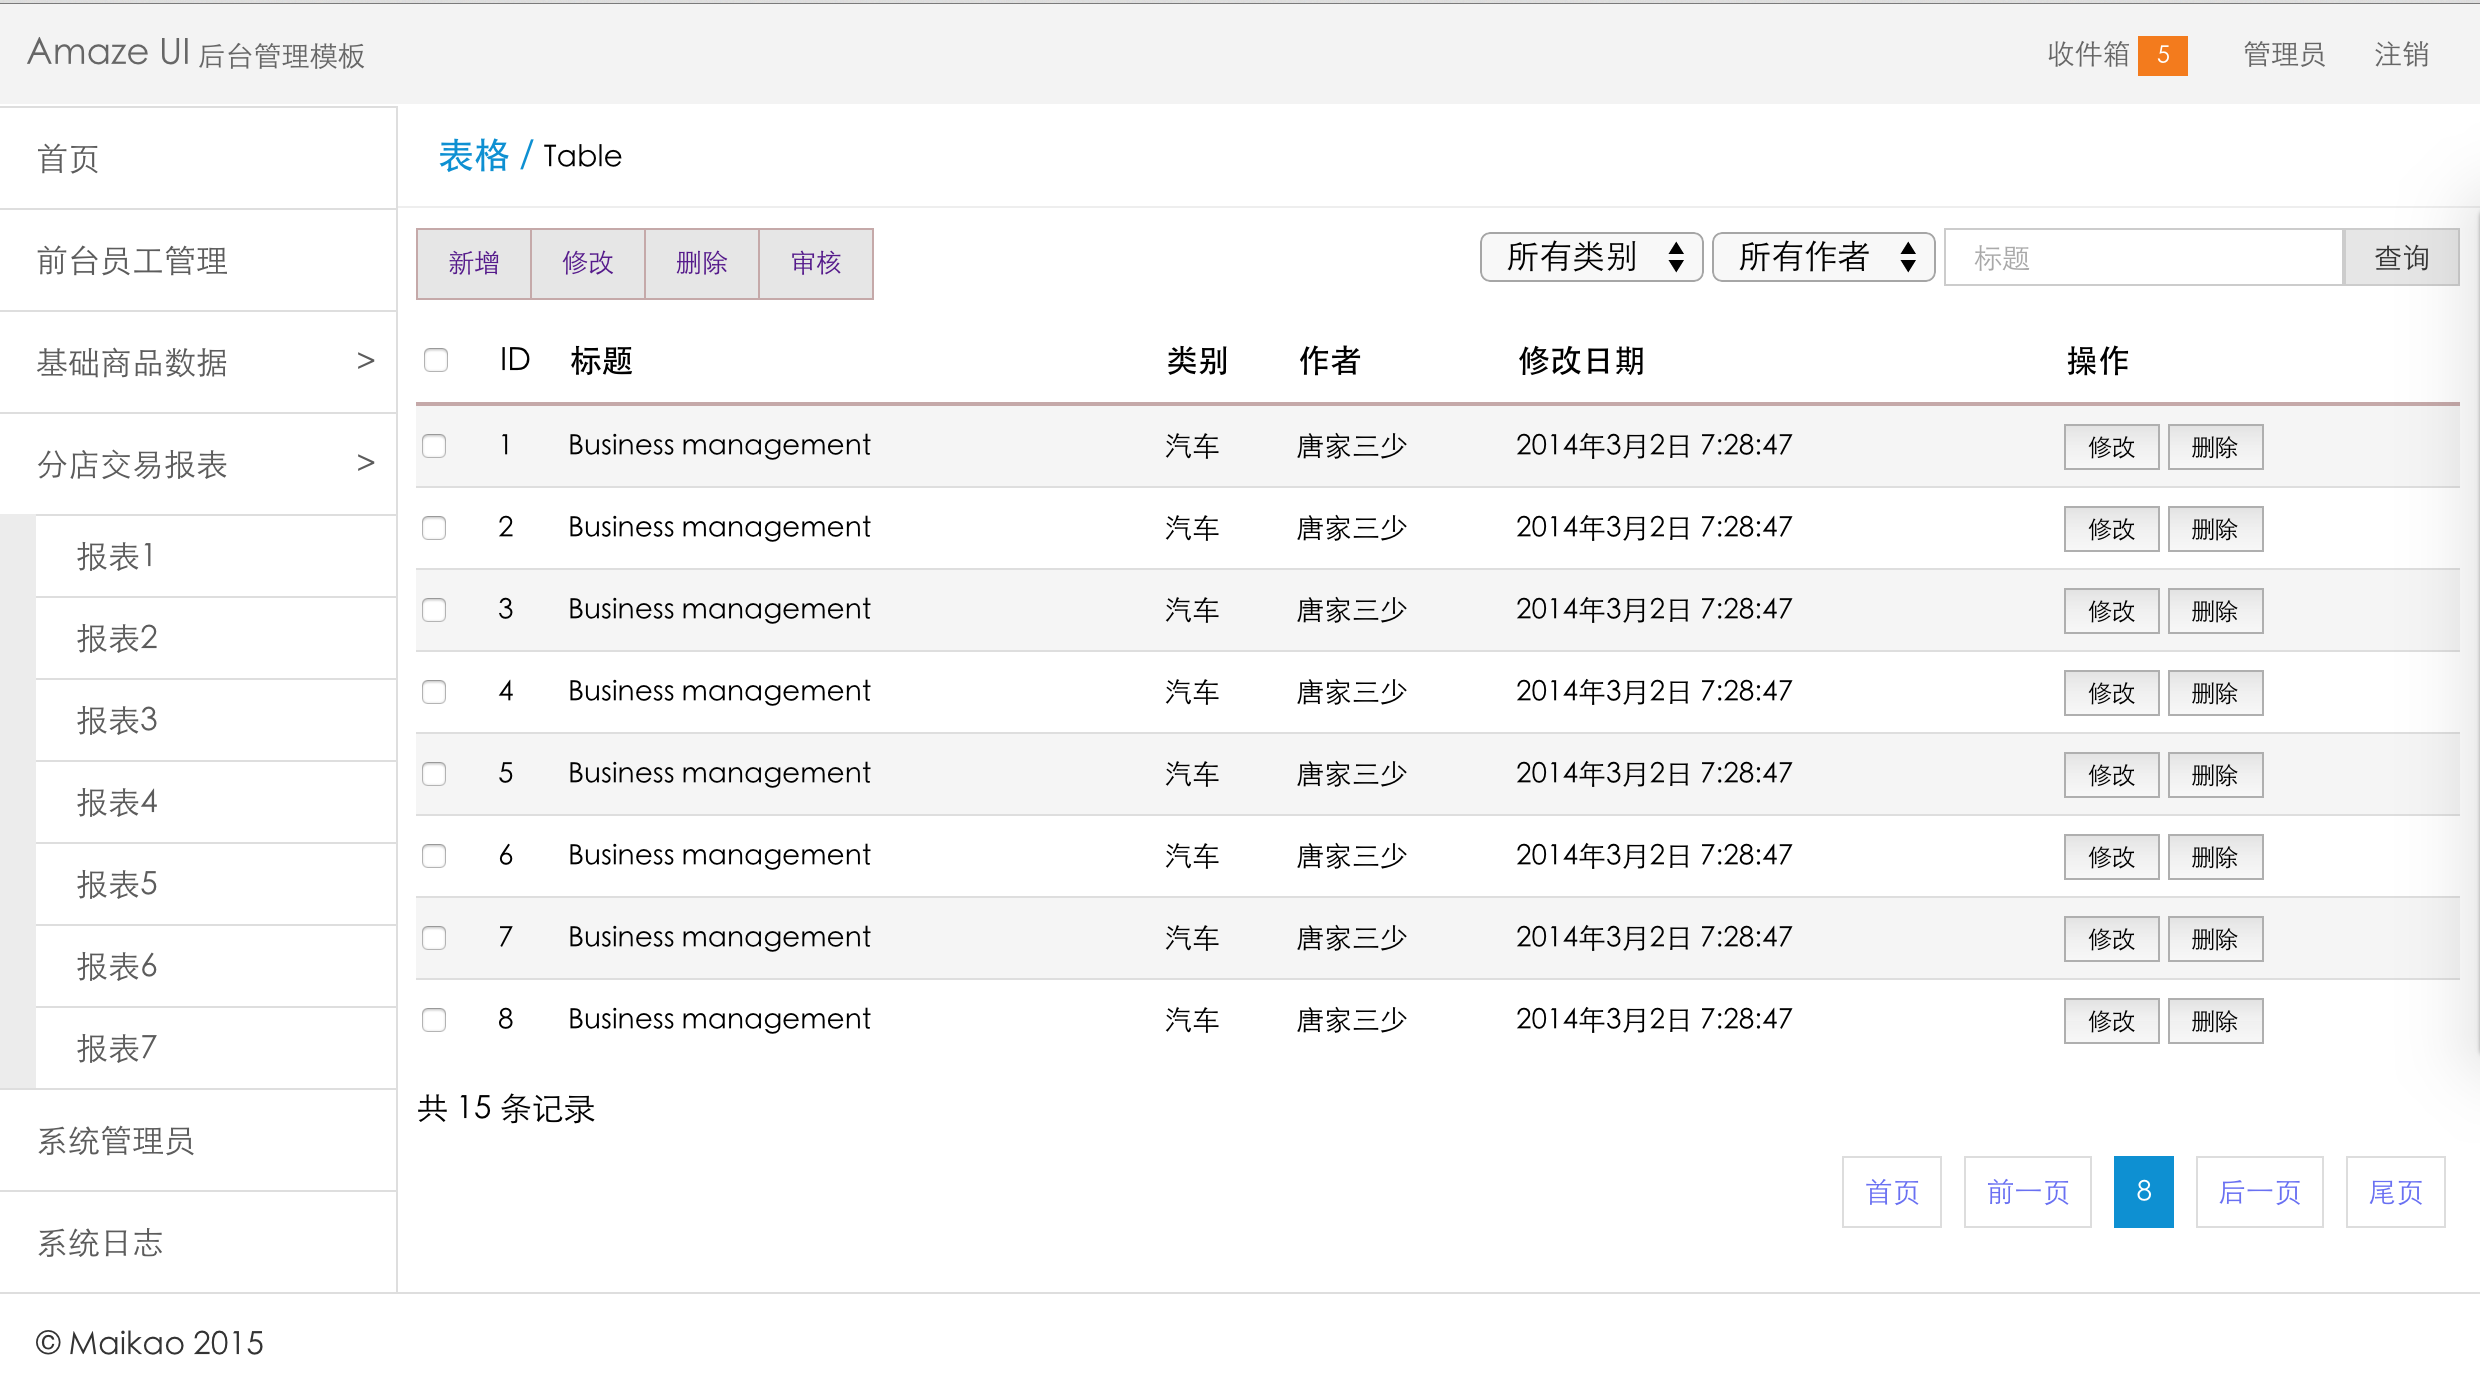 Amaze UI 后台管理模板
收件箱 5 管理员 注销
首页
前台员工管理
基础商品数据 >
分店交易报表 >
报表1
报表2
报表3
报表4
报表5
报表6
报表7
系统管理员
系统日志
表格 / Table
新增 修改 删除 审核
所有类别 所有作者 标题 查询
ID 标题 类别 作者 修改日期 操作
1 Business management 汽车 唐家三少 2014年3月2日 7:28:47 修改 删除
2 Business management 汽车 唐家三少 2014年3月2日 7:28:47 修改 删除
3 Business management 汽车 唐家三少 2014年3月2日 7:28:47 修改 删除
4 Business management 汽车 唐家三少 2014年3月2日 7:28:47 修改 删除
5 Business management 汽车 唐家三少 2014年3月2日 7:28:47 修改 删除
6 Business management 汽车 唐家三少 2014年3月2日 7:28:47 修改 删除
7 Business management 汽车 唐家三少 2014年3月2日 7:28:47 修改 删除
8 Business management 汽车 唐家三少 2014年3月2日 7:28:47 修改 删除
共 15 条记录
首页 前一页 8 后一页 尾页
© Maikao 2015